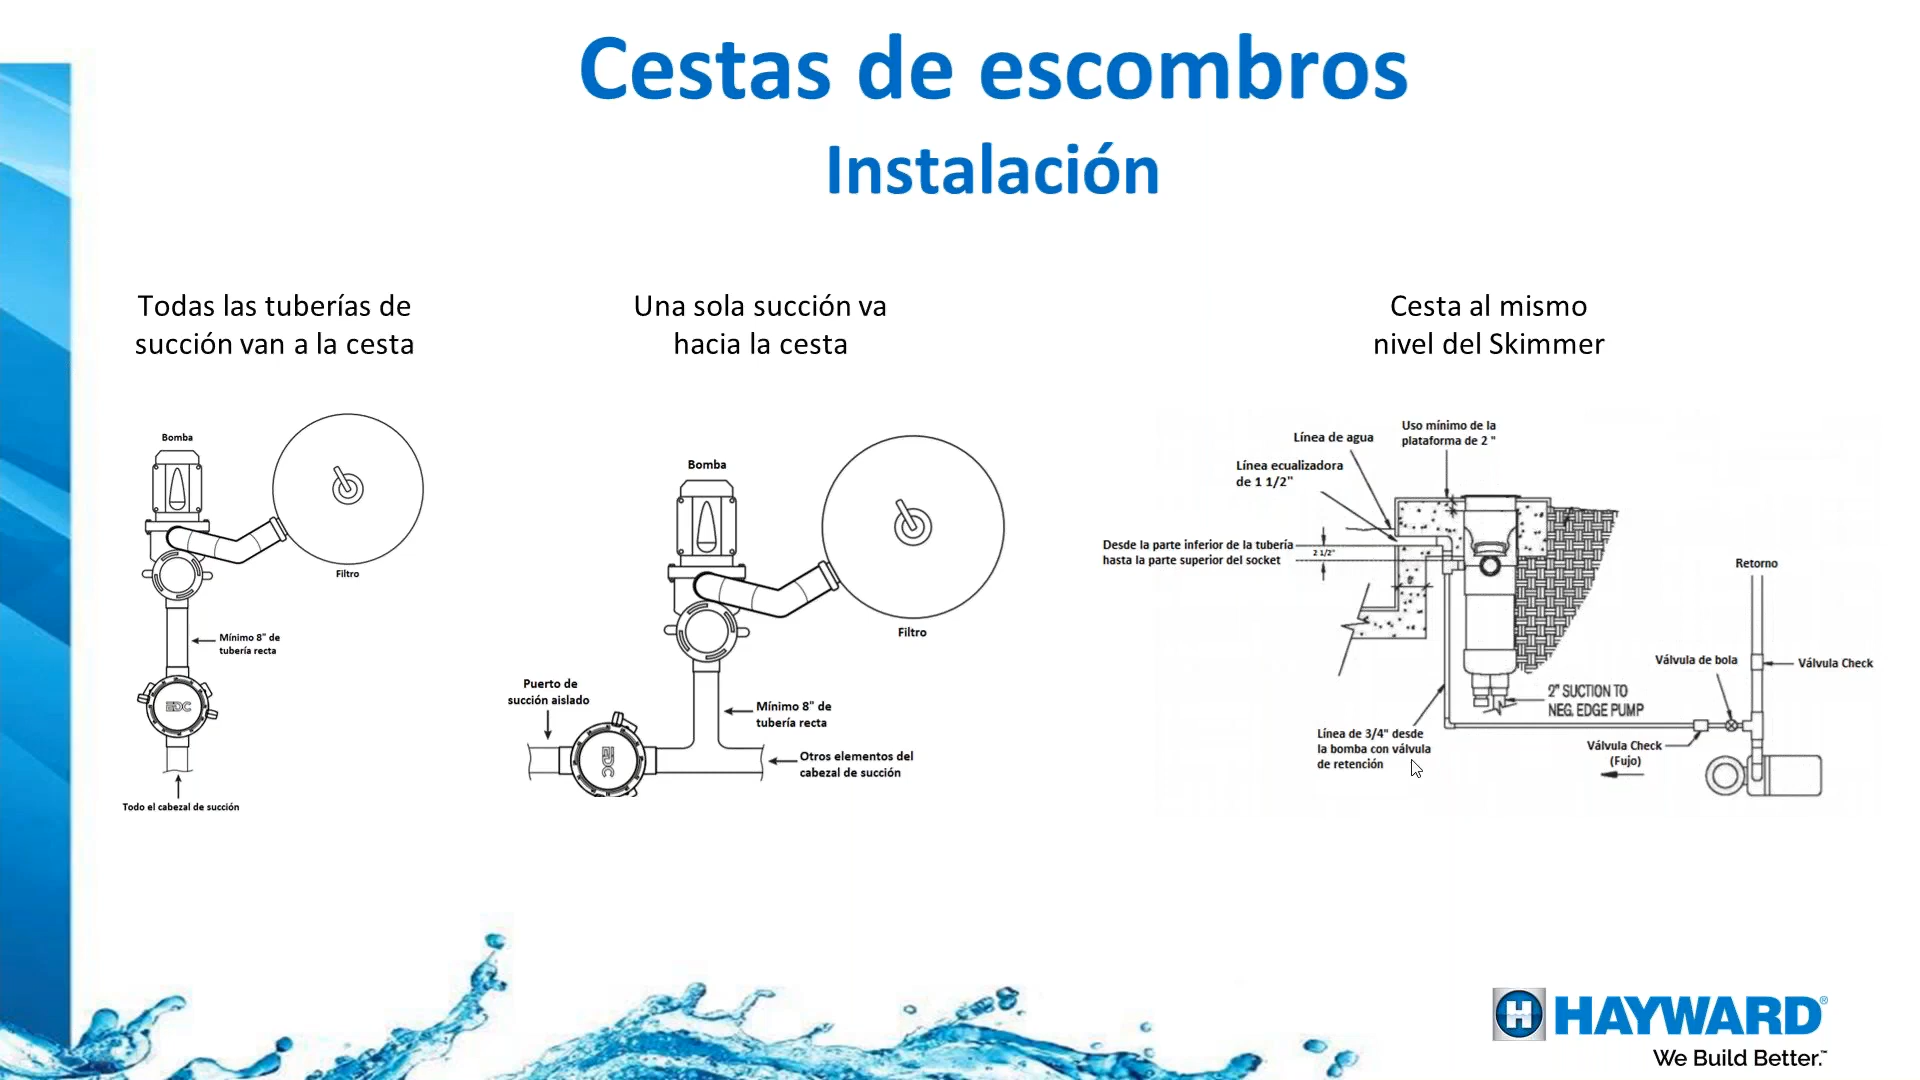 Cestas de escombros
Instalación
Todas las tuberías de
succión van a la cesta
Bomba
Filtro
Mínimo 8" de
tubería recta
EDC
Todo el cabezal de succión
Una sola succión va
hacia la cesta
Bomba
Filtro
Puerto de
succión aislado
Mínimo 8" de
tubería recta
EDC
Otros elementos del
cabezal de succión
Cesta al mismo
nivel del Skimmer
Uso mínimo de la
plataforma de 2 "
Línea de agua
Línea ecualizadora
de 1 1/2"
Desde la parte inferior de la tubería
hasta la parte superior del socket
2 1/2"
6"
Retorno
Válvula de bola
Válvula Check
2" SUCTION TO
NEG. EDGE PUMP
Línea de 3/4" desde
la bomba con válvula
de retención
Válvula Check
(Fujo)
H HAYWARD®
We Build Better.™